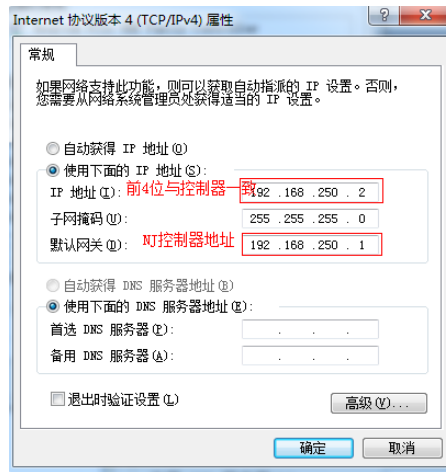 Internet 协议版本 4 (TCP/IPv4) 属性
常规
如果网络支持此功能，则可以获取自动指派的 IP 设置。否则，
您需要从网络系统管理员处获得适当的 IP 设置。
自动获得 IP 地址(O)
使用下面的 IP 地址(S):
IP 地址(I): 前4位与控制器一致 192 .168 .250 . 2
子网掩码(U): 255 .255 .255 . 0
默认网关(D): NJ控制器地址 192 .168 .250 . 1
自动获得 DNS 服务器地址(B)
使用下面的 DNS 服务器地址(E):
首选 DNS 服务器(P): . . .
备用 DNS 服务器(A): . . .
退出时验证设置(L)
高级(V)...
确定 取消